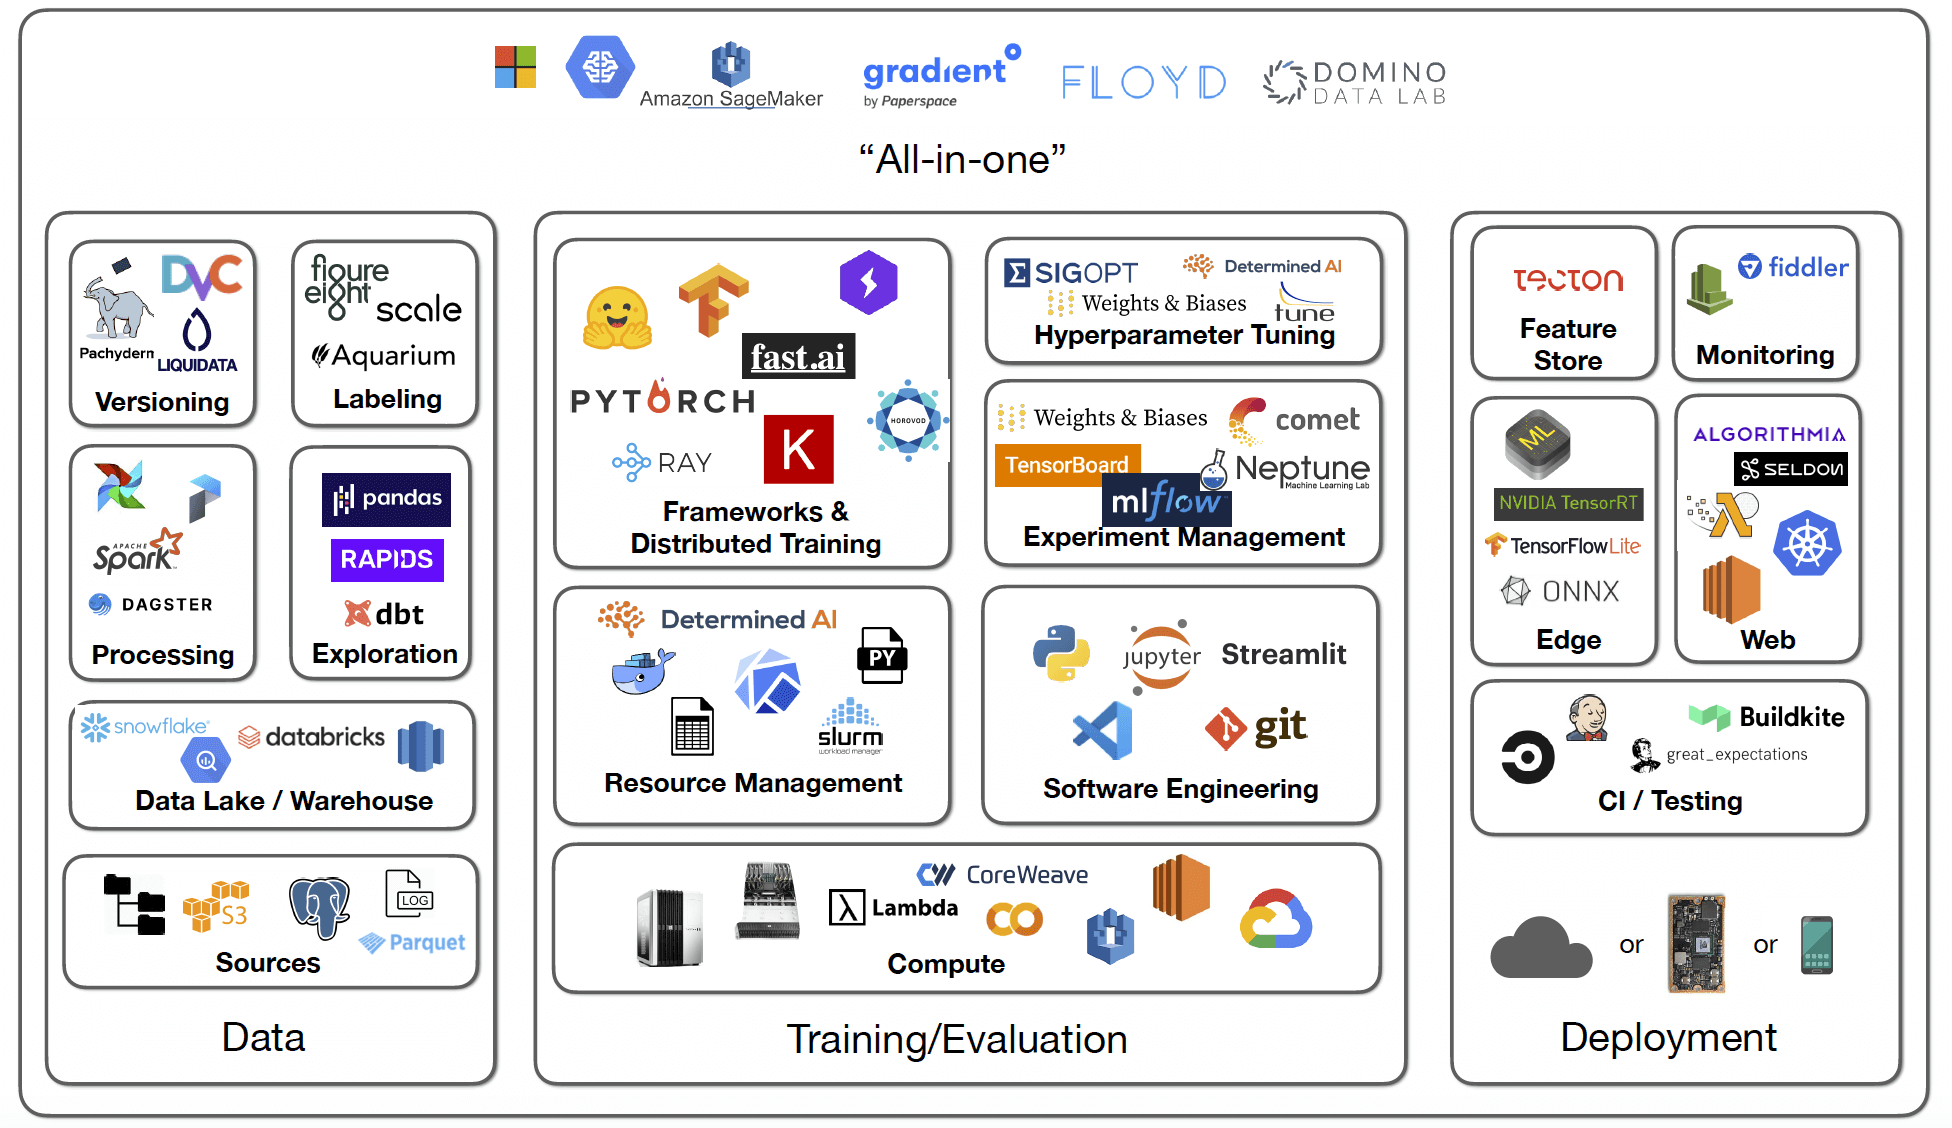 Amazon SageMaker
gradient
by Paperspace
FLOYD
DOMINO
DATA LAB
“All-in-one”
DVC
Pachyderm
LIQUIDATA
Versioning
figure
eight
scale
Aquarium
Labeling
APACHE
Spark
DAGSTER
Processing
pandas
RAPIDS
dbt
Exploration
snowflake
databricks
Data Lake / Warehouse
S3
LOG
Parquet
Sources
Data
fast.ai
PYTORCH
HOROVOD
RAY
K
Frameworks &
Distributed Training
SIGOPT
Determined AI
Weights & Biases
tune
Hyperparameter Tuning
Weights & Biases
comet
TensorBoard
Neptune
Machine Learning Lab
mlflow
Experiment Management
Determined AI
PY
slurm
workload manager
Resource Management
jupyter
Streamlit
git
Software Engineering
CoreWeave
Lambda
Compute
Training/Evaluation
tecton
Feature
Store
fiddler
Monitoring
ML
NVIDIA TensorRT
TensorFlow Lite
ONNX
Edge
ALGORITHMIA
SELDON
Web
Buildkite
great_expectations
CI / Testing
or
or
Deployment